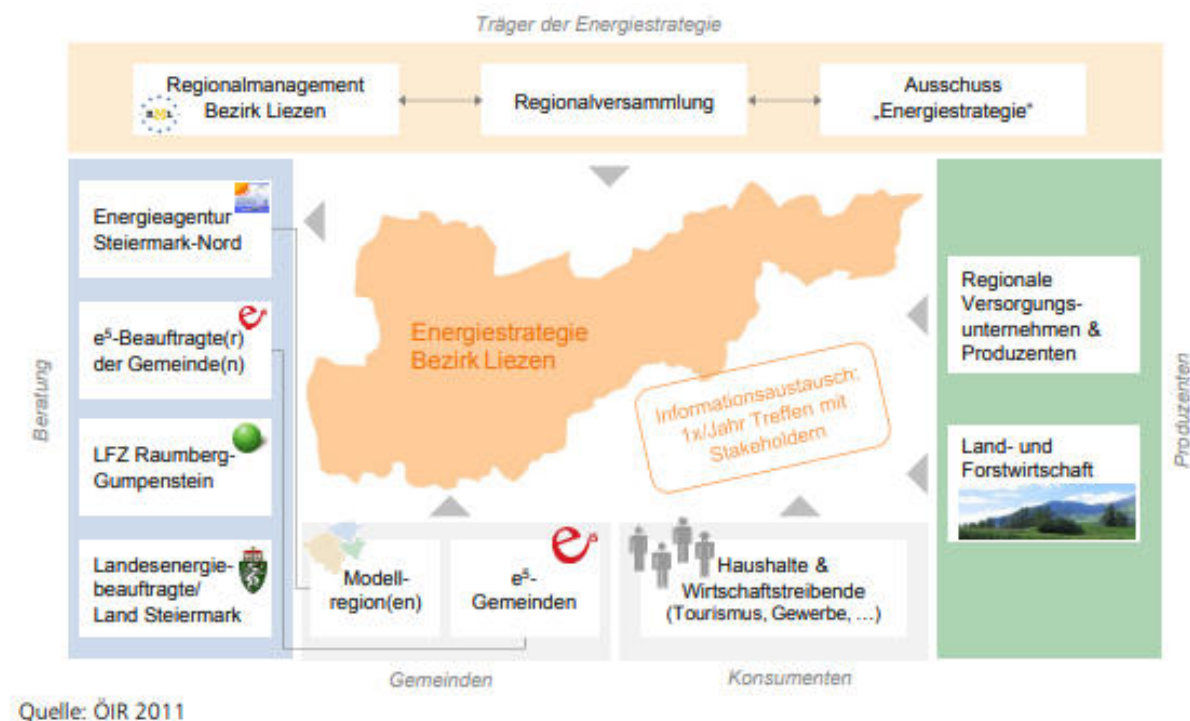 Träger der Energiestrategie
Regionalmanagement
Bezirk Liezen
Regionalversammlung
Ausschuss
„Energiestrategie“
Beratung
Energieagentur
Steiermark-Nord
e⁵-Beauftragte(r)
der Gemeinde(n)
LFZ Raumberg-
Gumpenstein
Landesenergie-
beauftragte/
Land Steiermark
Energiestrategie
Bezirk Liezen
Informationsaustausch:
1x/Jahr Treffen mit
Stakeholdern
Regionale
Versorgungs-
unternehmen &
Produzenten
Land- und
Forstwirtschaft
Produzenten
Modell-
region(en)
e⁵-
Gemeinden
Haushalte &
Wirtschaftstreibende
(Tourismus, Gewerbe, ...)
Gemeinden
Konsumenten
Quelle: ÖIR 2011